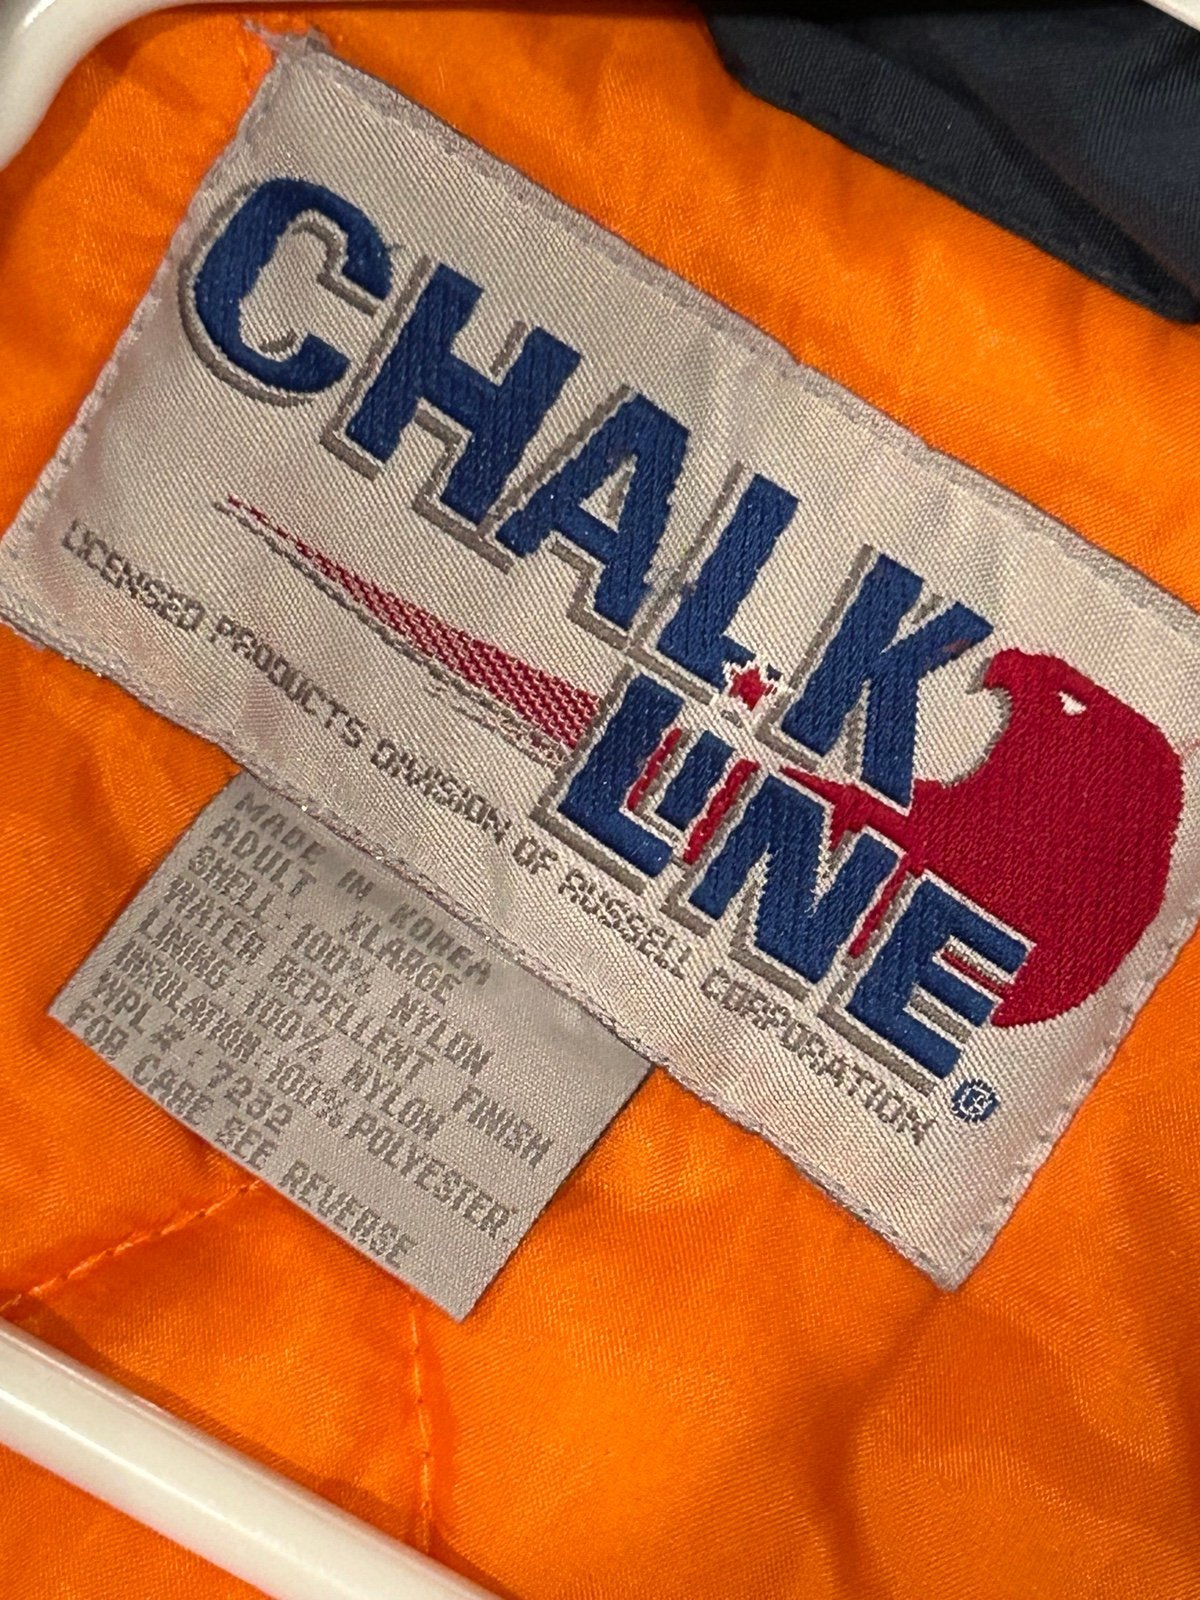 CHALK
LINE®
LICENSED PRODUCTS DIVISION OF RUSSELL CORPORATION
MADE IN KOREA
ADULT XLARGE
SHELL - 100% NYLON
WATER REPELLENT FINISH
LINING - 100% NYLON
INSULATION - 100% POLYESTER
WPL # - 7232
FOR CARE SEE REVERSE